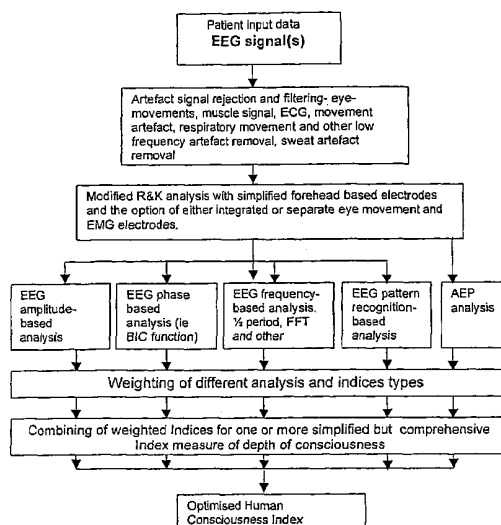 Patient input data
EEG signal(s)
Artefact signal rejection and filtering- eye-
movements, muscle signal, ECG, movement
artefact, respiratory movement and other low
frequency artefact removal, sweat artefact
removal
Modified R&K analysis with simplified forehead based electrodes
and the option of either integrated or separate eye movement and
EMG electrodes.
EEG
amplitude-
based
analysis
EEG phase
based
analysis (ie
BIC function)
EEG frequency-
based analysis.
½ period, FFT
and other
EEG pattern
recognition-
based
analysis
AEP
analysis
Weighting of different analysis and indices types
Combining of weighted Indices for one or more simplified but comprehensive
Index measure of depth of consciousness
Optimised Human
Consciousness Index